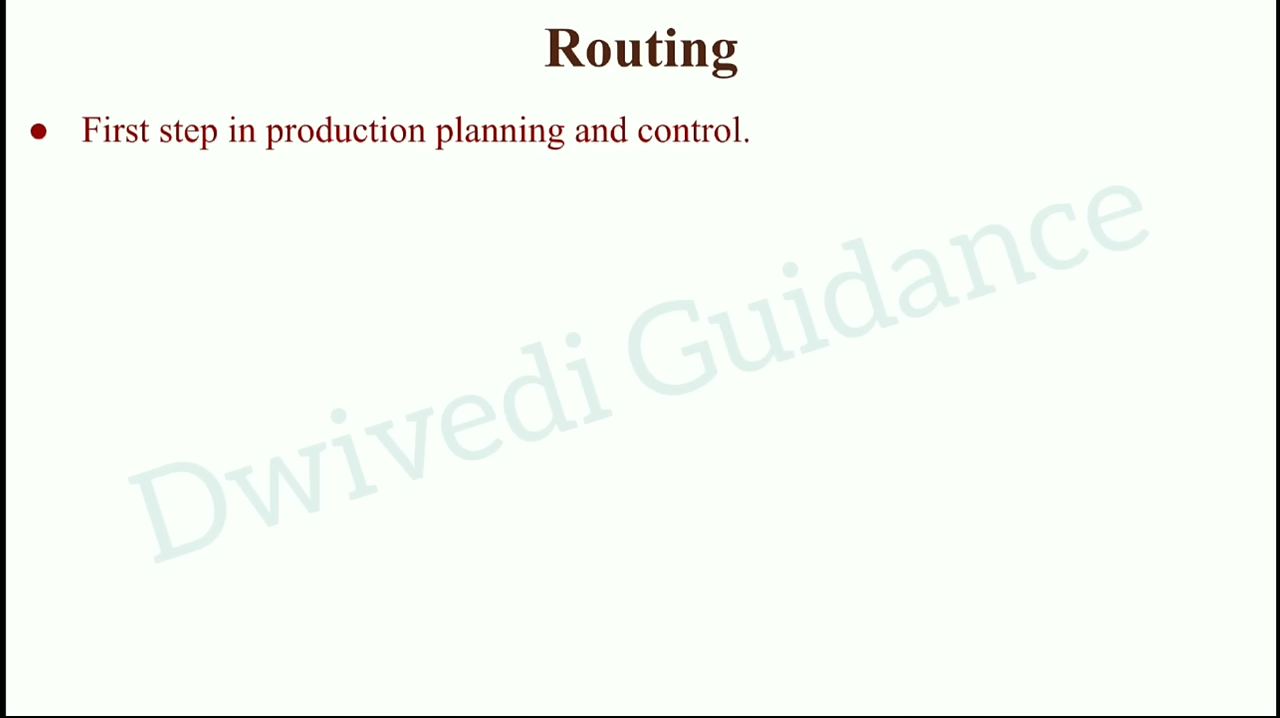 Routing
● First step in production planning and control.
Dwivedi Guidance